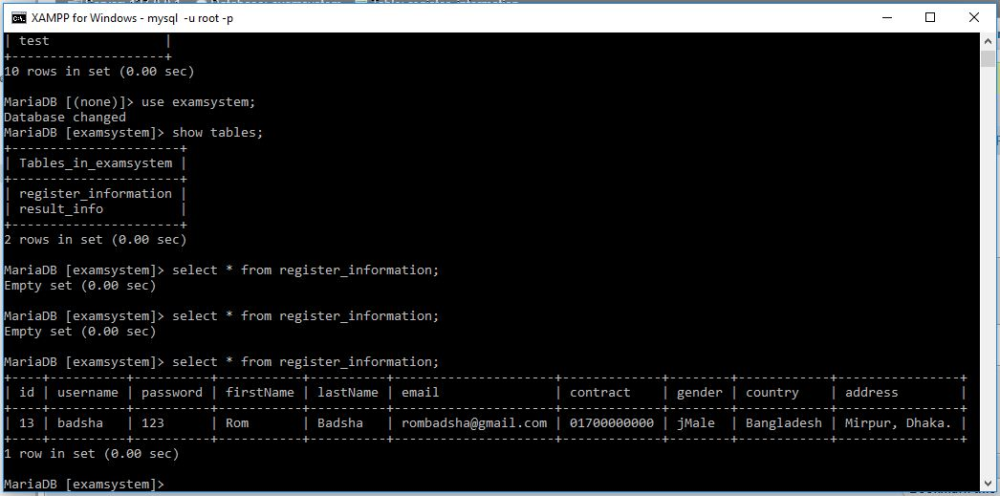 XAMPP for Windows - mysql  -u root -p
| test                |
+--------------------+
10 rows in set (0.00 sec)
MariaDB [(none)]> use examsystem;
Database changed
MariaDB [examsystem]> show tables;
+----------------------+
| Tables_in_examsystem |
+----------------------+
| register_information |
| result_info          |
+----------------------+
2 rows in set (0.00 sec)
MariaDB [examsystem]> select * from register_information;
Empty set (0.00 sec)
MariaDB [examsystem]> select * from register_information;
Empty set (0.00 sec)
MariaDB [examsystem]> select * from register_information;
+----+----------+----------+-----------+----------+--------------------+-------------+--------+------------+----------------+
| id | username | password | firstName | lastName | email              | contract    | gender | country    | address        |
+----+----------+----------+-----------+----------+--------------------+-------------+--------+------------+----------------+
| 13 | badsha   | 123      | Rom       | Badsha   | rombadsha@gmail.com | 01700000000 | jMale  | Bangladesh | Mirpur, Dhaka. |
+----+----------+----------+-----------+----------+--------------------+-------------+--------+------------+----------------+
1 row in set (0.00 sec)
MariaDB [examsystem]>